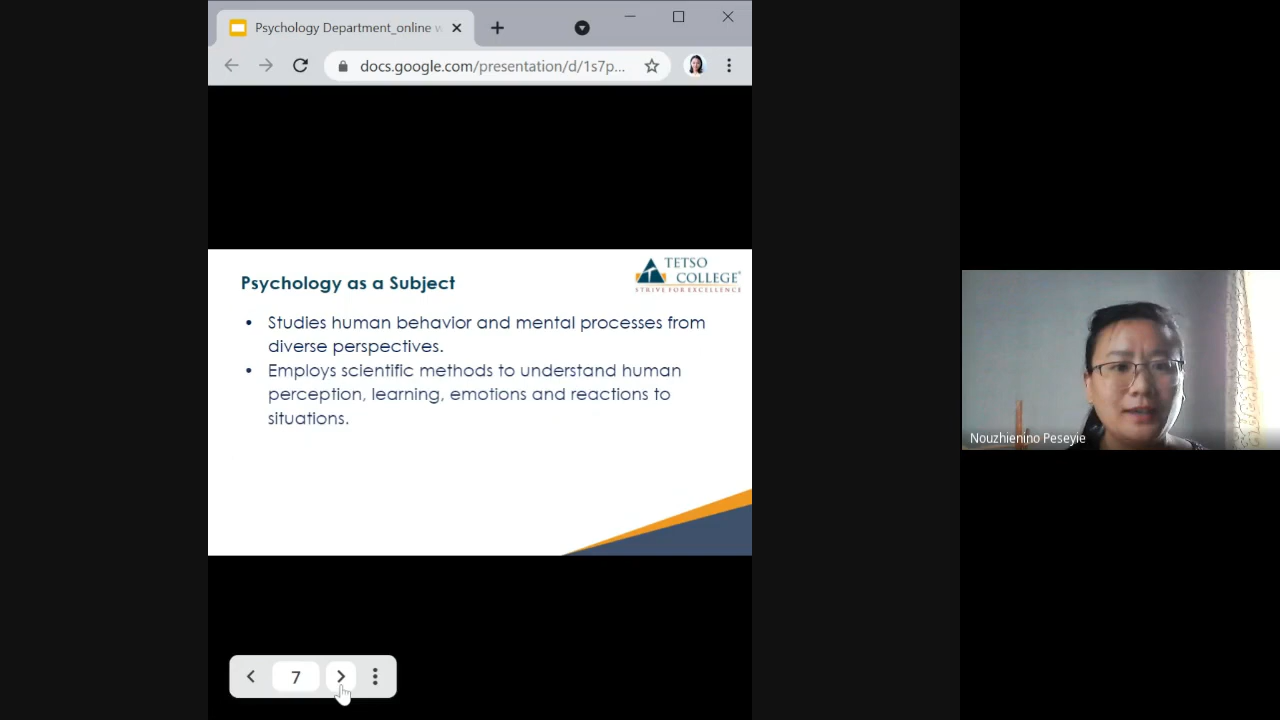 Psychology Department_online w
docs.google.com/presentation/d/1s7p...
TETSO
COLLEGE
STRIVE FOR EXCELLENCE
Psychology as a Subject
• Studies human behavior and mental processes from
diverse perspectives.
• Employs scientific methods to understand human
perception, learning, emotions and reactions to
situations.
Nouzhienino Peseyie
7